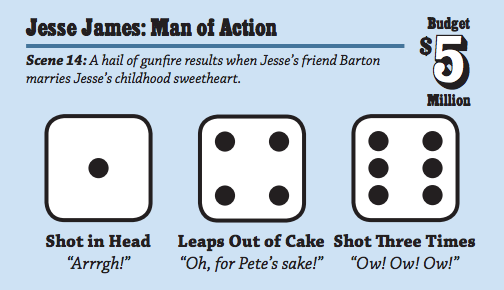 Jesse James: Man of Action
Budget
$5
Million
Scene 14: A hail of gunfire results when Jesse's friend Barton
marries Jesse's childhood sweetheart.
Shot in Head
"Arrrgh!"
Leaps Out of Cake
"Oh, for Pete's sake!"
Shot Three Times
"Ow! Ow! Ow!"